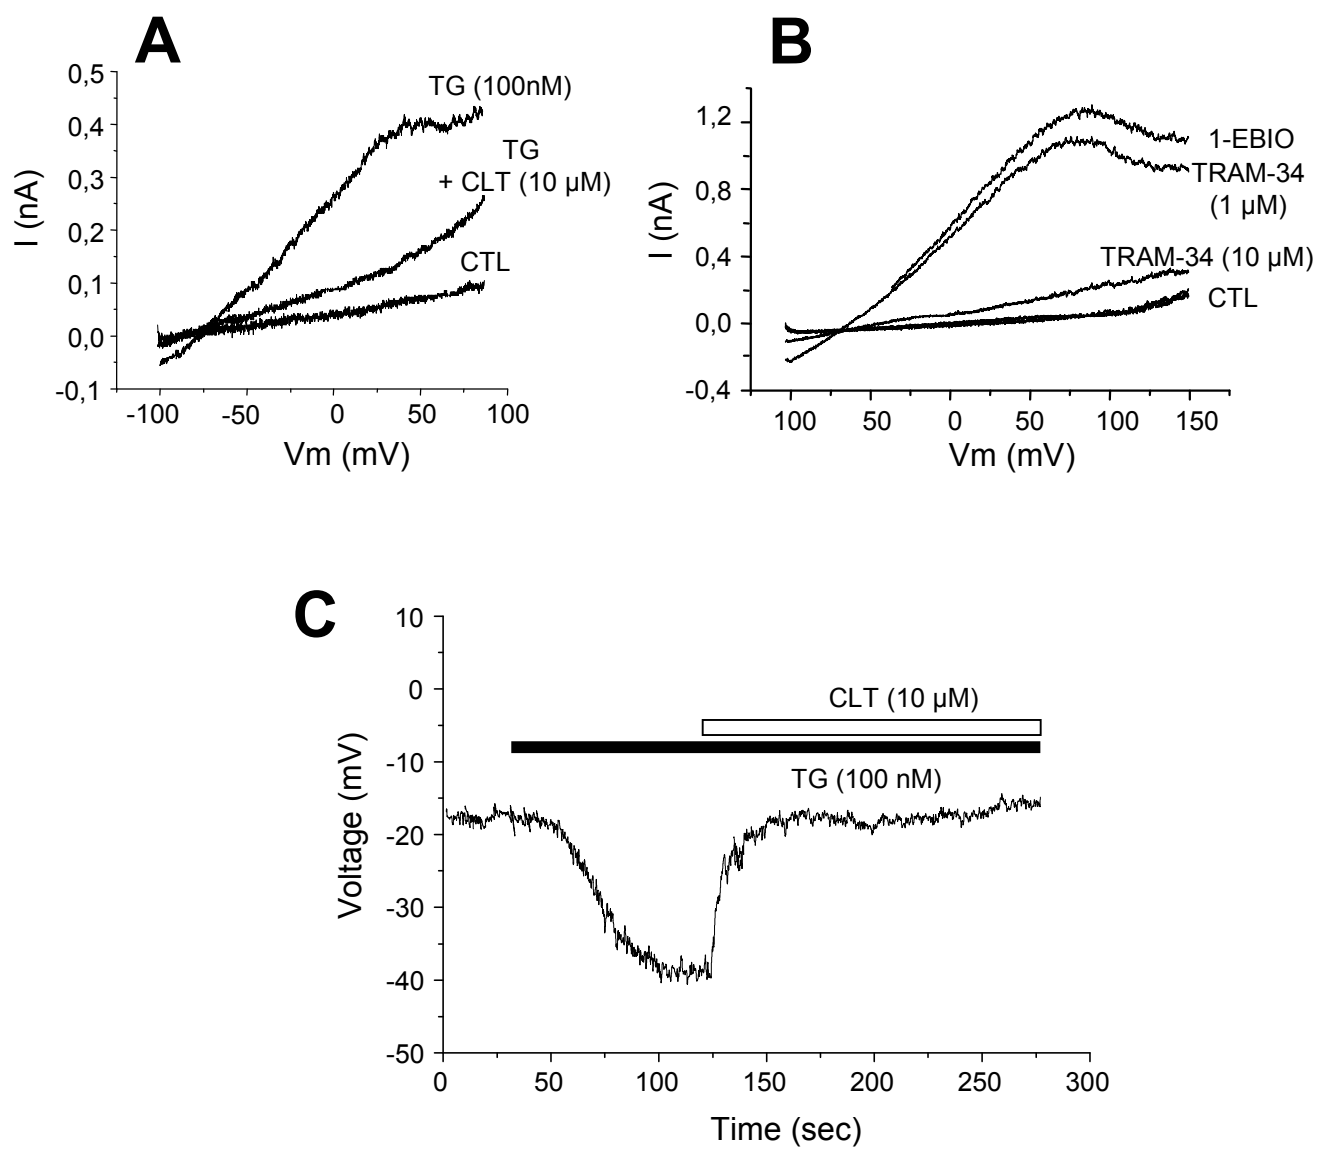 A
0,5
0,4
0,3
0,2
0,1
0,0
-0,1
I (nA)
TG (100nM)
TG
+ CLT (10 µM)
CTL
-100 -50 0 50 100
Vm (mV)
B
1,2
0,8
0,4
0,0
-0,4
I (nA)
1-EBIO
TRAM-34
(1 µM)
TRAM-34 (10 µM)
CTL
100 50 0 50 100 150
Vm (mV)
C
10
0
-10
-20
-30
-40
-50
Voltage (mV)
CLT (10 µM)
TG (100 nM)
0 50 100 150 200 250 300
Time (sec)